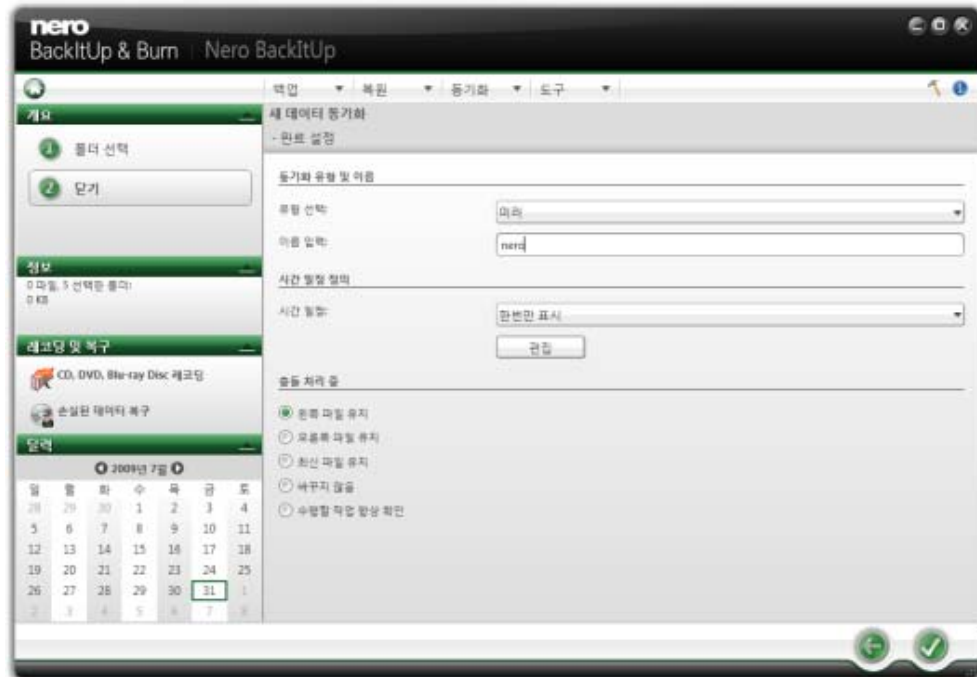 nero
BackItUp & Burn | Nero BackItUp
백업 복원 동기화 도구
개요
새 데이터 동기화
- 완료 설정
1 폴더 선택
2 닫기
동기화 유형 및 이름
유형 선택: 미러
이름 입력: nero
정보
0 파일, 5 선택한 폴더:
0 KB
시간 일정 정의
시간 일정: 한번만 표시
편집
레코딩 및 복구
CD, DVD, Blu-ray Disc 레코딩
손실된 데이터 복구
충돌 처리 중
왼쪽 파일 유지
오른쪽 파일 유지
최신 파일 유지
바꾸지 않음
수행할 작업 항상 확인
달력
2009년 7월
일 월 화 수 목 금 토
28 29 30 1 2 3 4
5 6 7 8 9 10 11
12 13 14 15 16 17 18
19 20 21 22 23 24 25
26 27 28 29 30 31 1
2 3 4 5 6 7 8